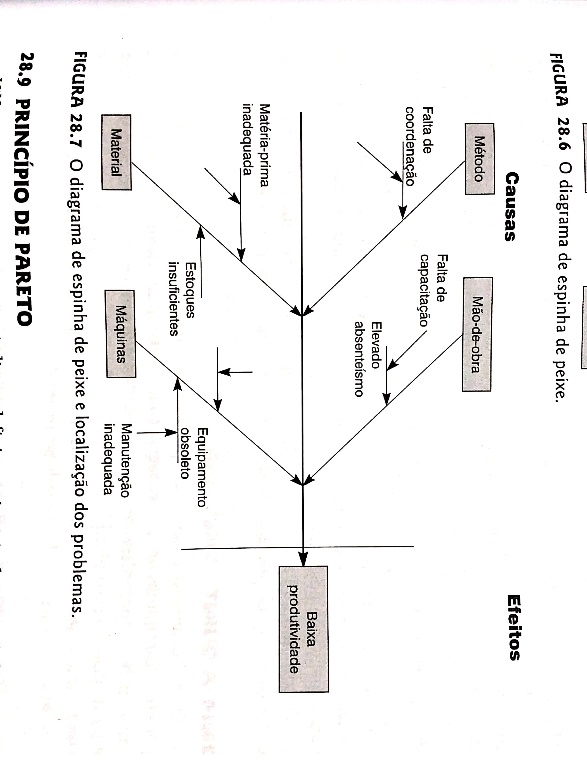 FIGURA 28.6 O diagrama de espinha de peixe.
Causas
Efeitos
Método
Mão-de-obra
Falta de
coordenação
Falta de
capacitação
Elevado
absenteísmo
Baixa
produtividade
Matéria-prima
inadequada
Estoques
insuficientes
Equipamento
obsoleto
Manutenção
inadequada
Material
Máquinas
FIGURA 28.7 O diagrama de espinha de peixe e localização dos problemas.
28.9 PRINCÍPIO DE PARETO